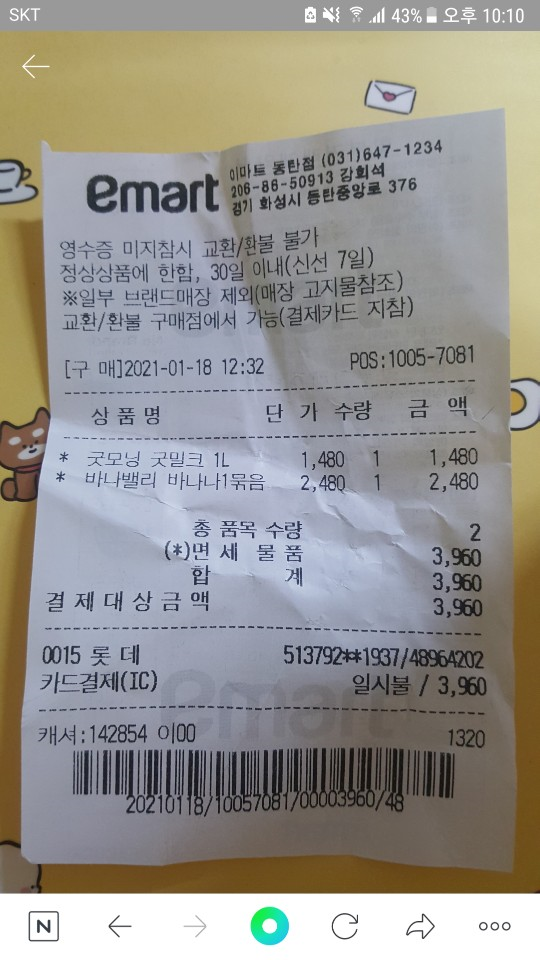 SKT 43% 오후 10:10
emart
이마트 동탄점 (031)647-1234
206-86-50913 강희석
경기 화성시 동탄중앙로 376
영수증 미지참시 교환/환불 불가
정상상품에 한함, 30일 이내(신선 7일)
※일부 브랜드매장 제외(매장 고지물참조)
교환/환불 구매점에서 가능(결제카드 지참)
[구 매]2021-01-18 12:32 POS:1005-7081
상품명 단가 수량 금액
* 굿모닝 굿밀크 1L 1,480 1 1,480
* 바나밸리 바나나1묶음 2,480 1 2,480
총 품목 수량 2
(*)면 세 물 품 3,960
합 계 3,960
결제대상금액 3,960
0015 롯데 513792**1937/48964202
카드결제(IC) 일시불 / 3,960
캐셔:142854 이00 1320
20210118/10057081/00003960/48
N